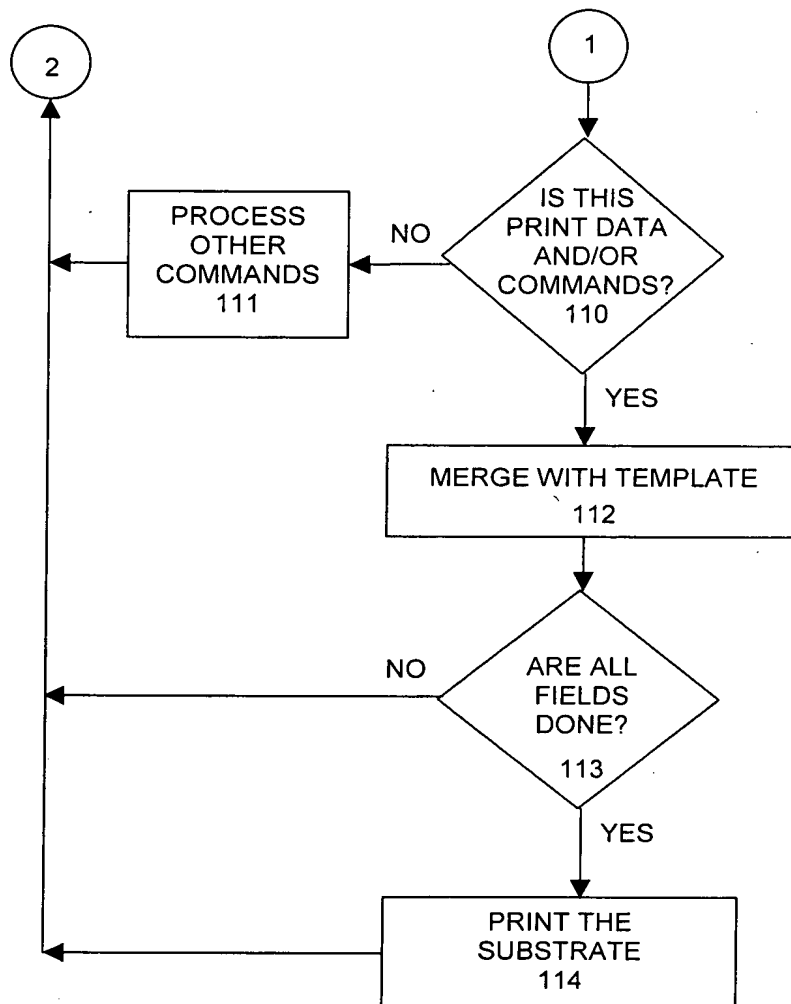 2
1
IS THIS
PRINT DATA
AND/OR
COMMANDS?
110
NO
PROCESS
OTHER
COMMANDS
111
YES
MERGE WITH TEMPLATE
112
ARE ALL
FIELDS
DONE?
113
NO
YES
PRINT THE
SUBSTRATE
114